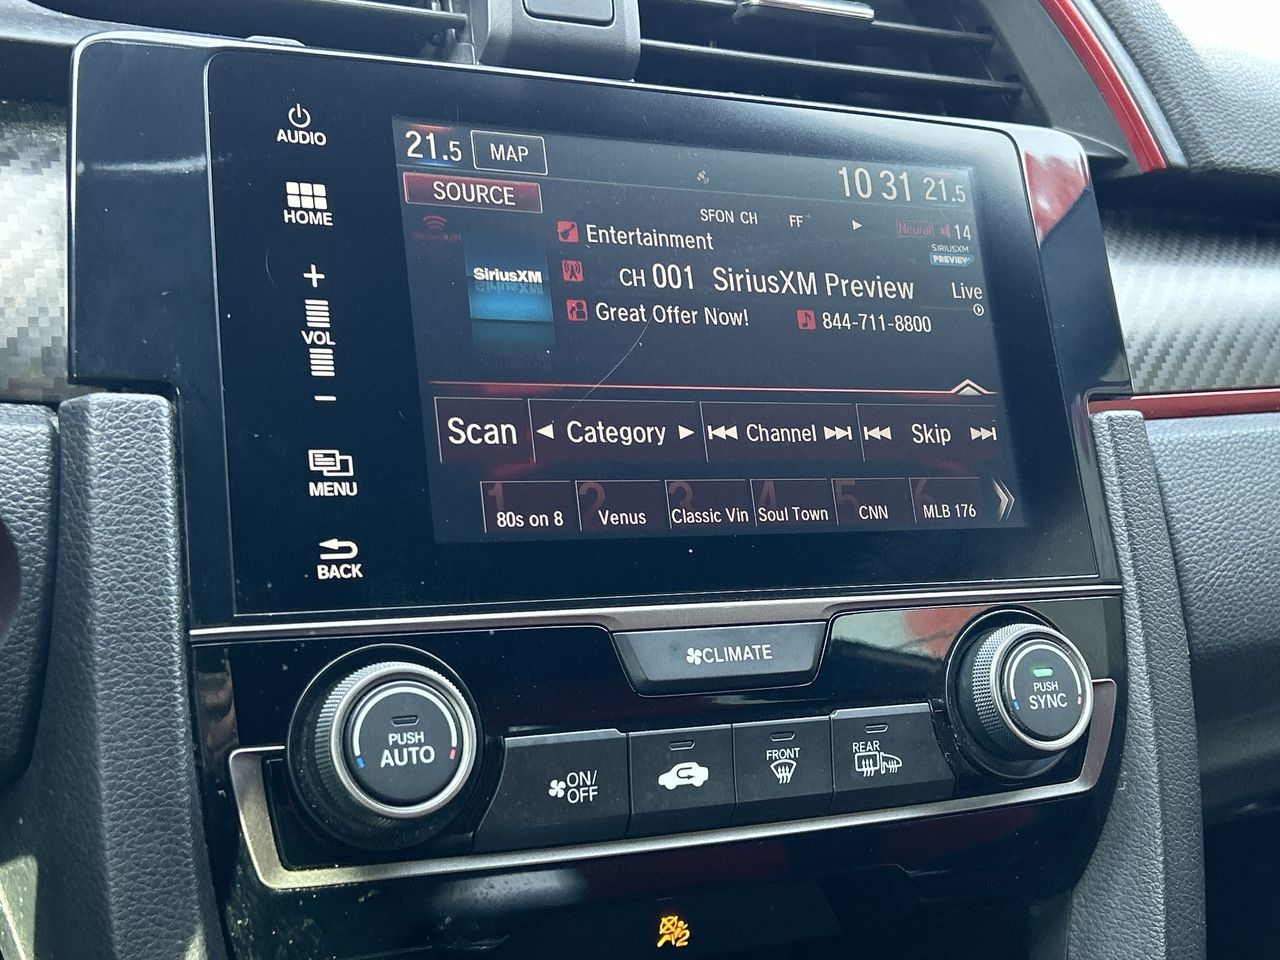 AUDIO
HOME
+
VOL
−
MENU
BACK
21.5 MAP 10 31 21.5
SOURCE
SFON CH FF Neural 14
SiriusXM Entertainment SIRIUSXM PREVIEW
CH 001 SiriusXM Preview Live
Great Offer Now! 844-711-8800
Scan Category Channel Skip
1 80s on 8 2 Venus 3 Classic Vin 4 Soul Town 5 CNN 6 MLB 176
CLIMATE
PUSH AUTO
ON/OFF
FRONT
REAR
PUSH SYNC
2